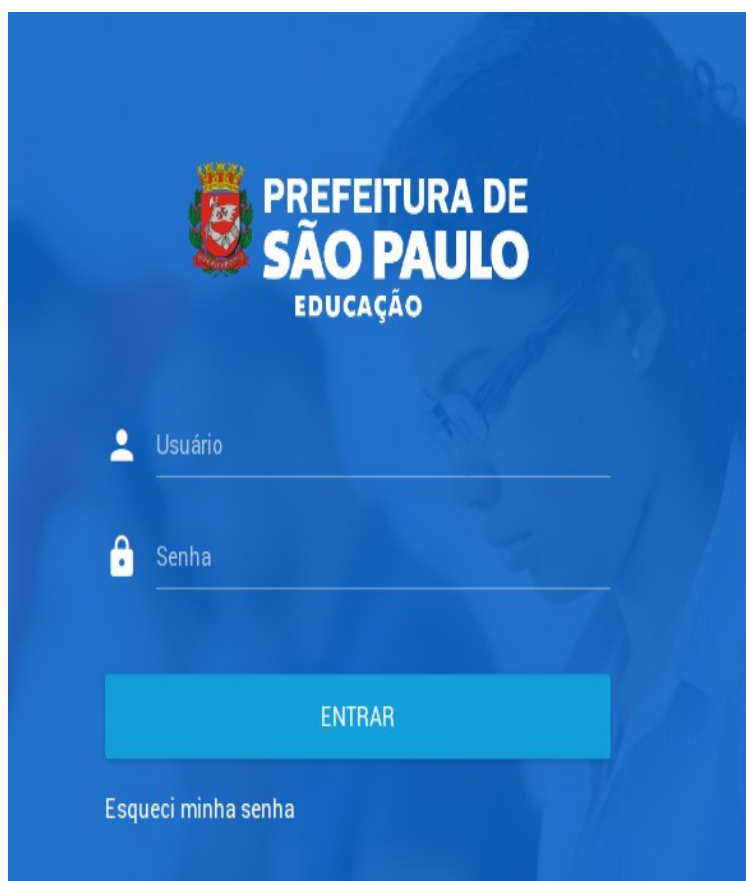 PREFEITURA DE
SÃO PAULO
EDUCAÇÃO
Usuário
Senha
ENTRAR
Esqueci minha senha